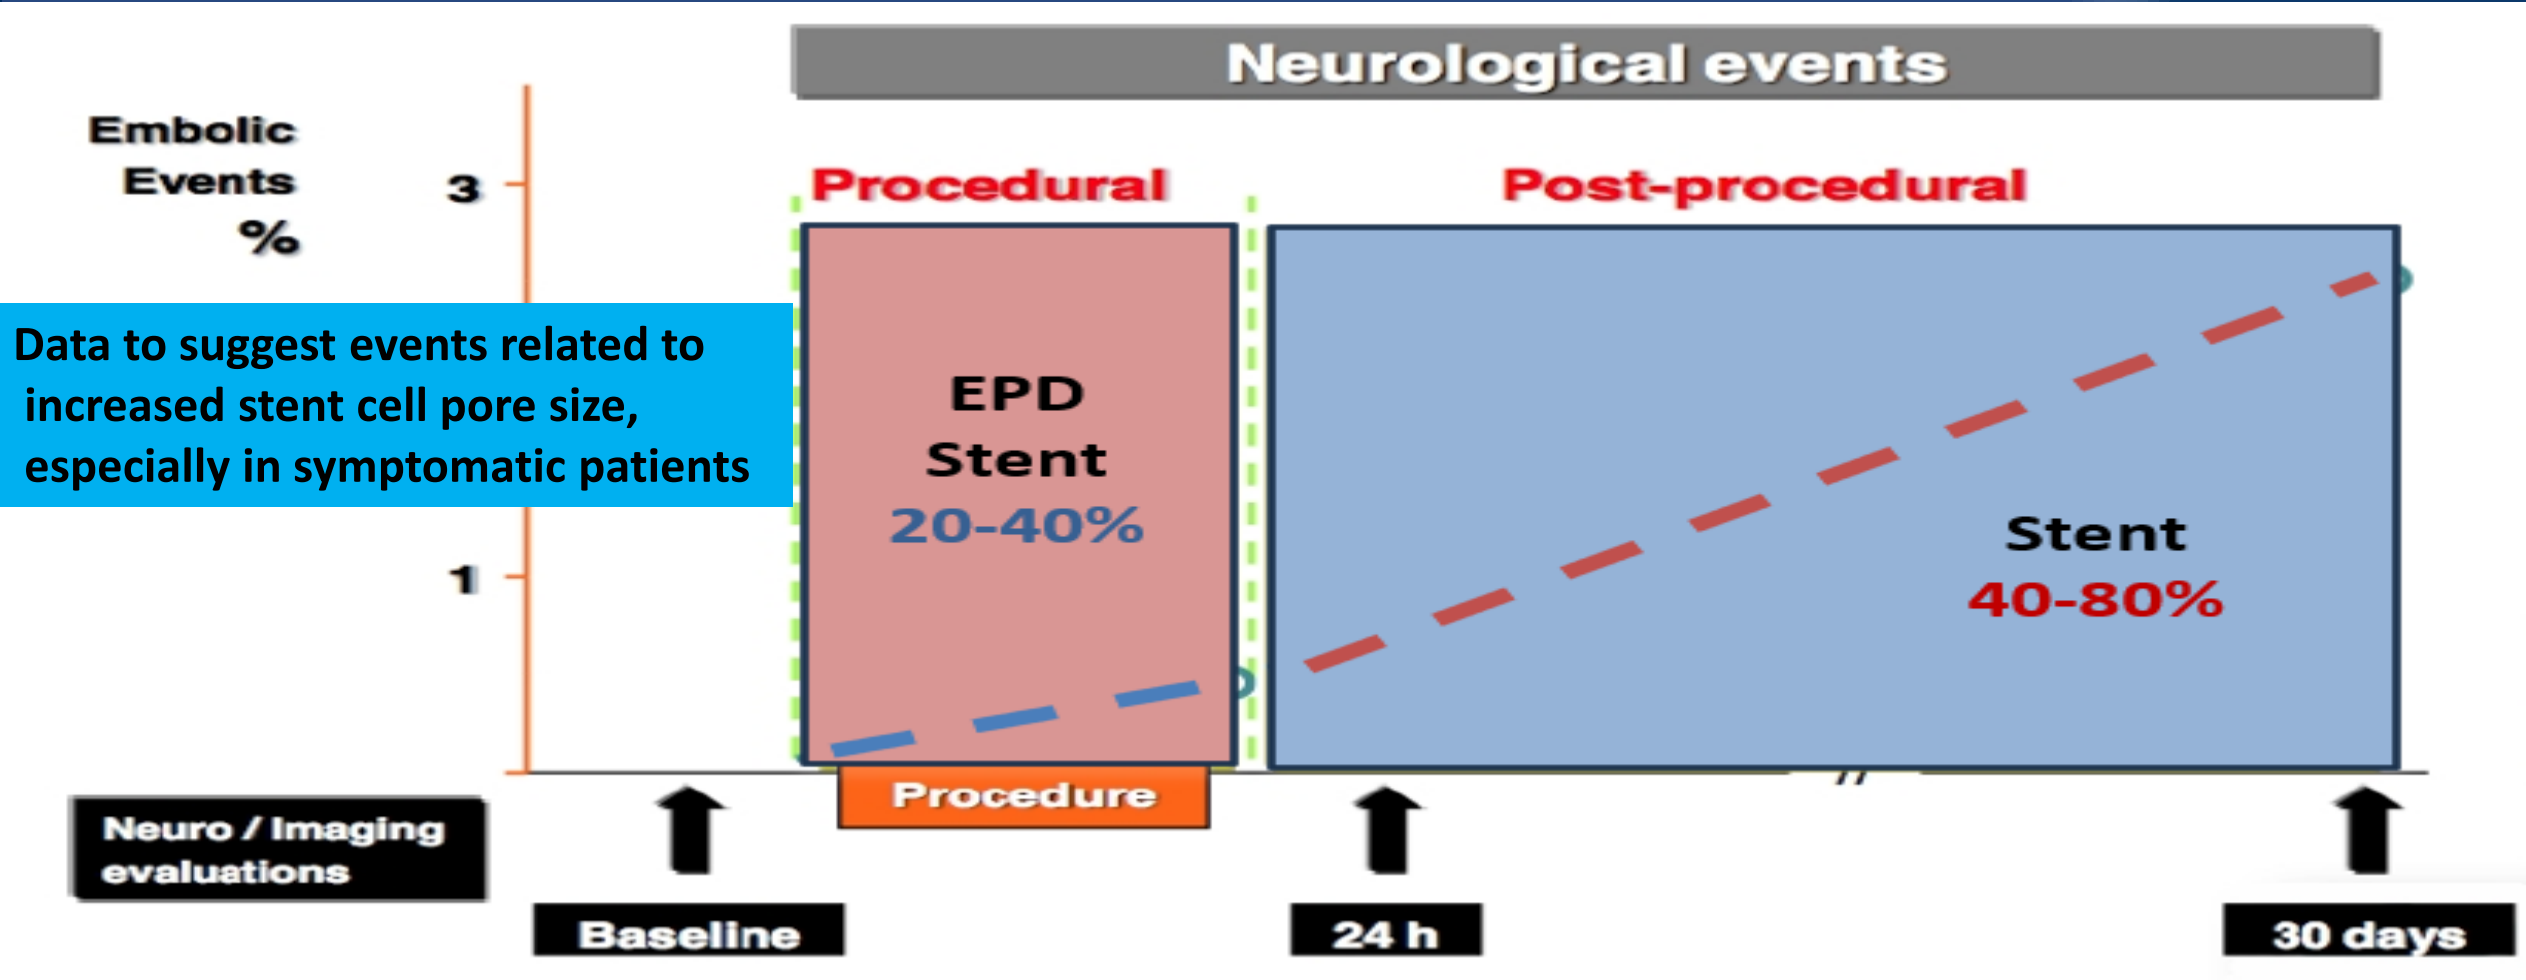 Neurological events
Embolic
Events
%
3
1
Procedural
Post-procedural
Data to suggest events related to
increased stent cell pore size,
especially in symptomatic patients
EPD
Stent
20-40%
Stent
40-80%
Procedure
Neuro / Imaging
evaluations
Baseline
24 h
30 days